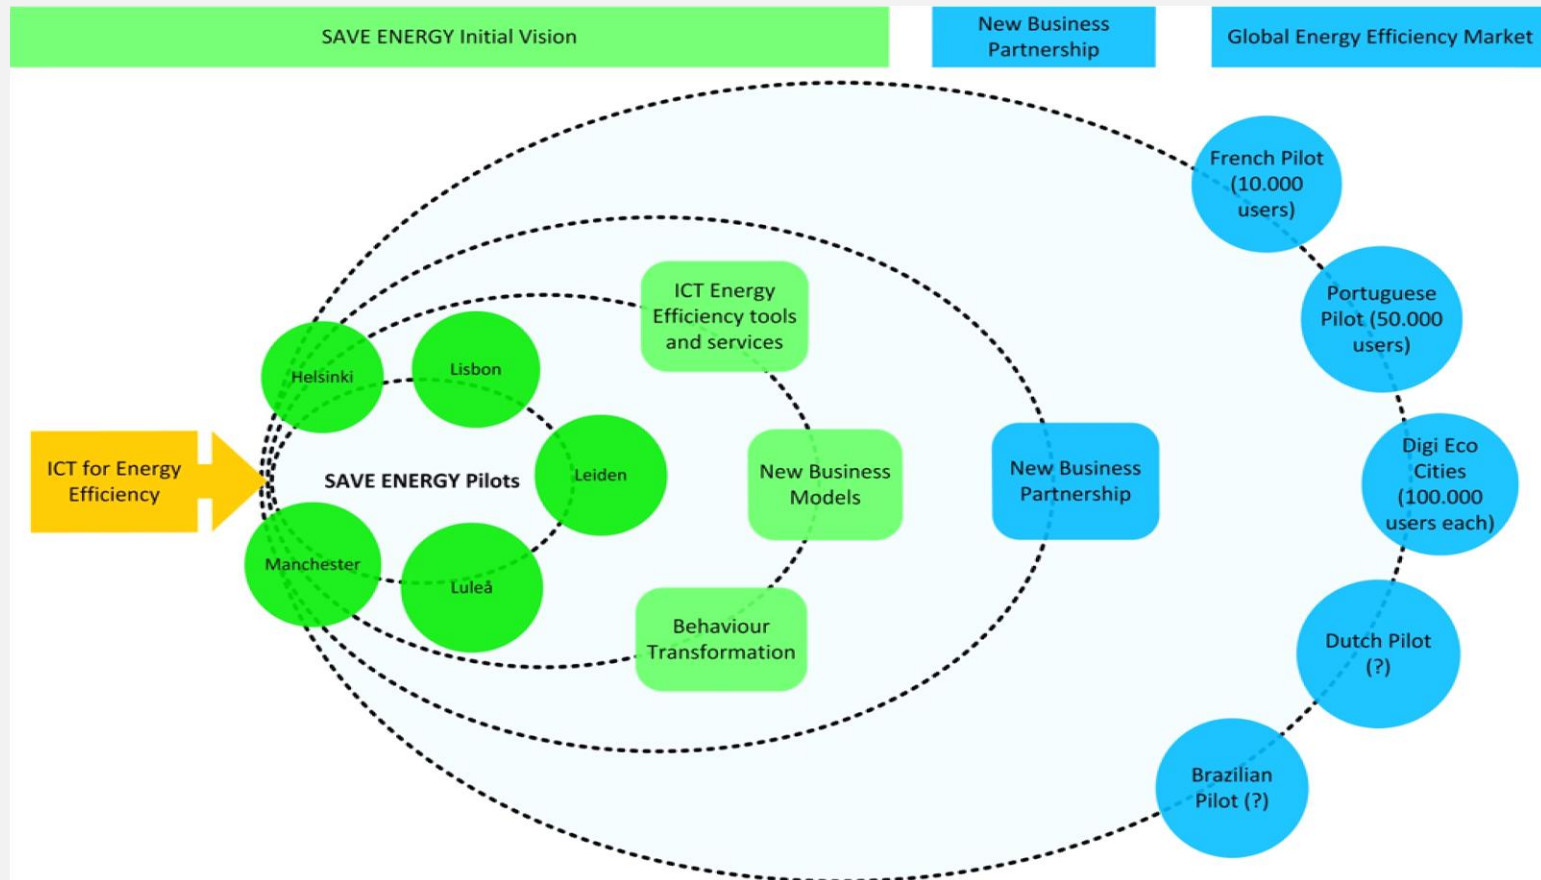 SAVE ENERGY Initial Vision
New Business
Partnership
Global Energy Efficiency Market
French Pilot
(10.000
users)
Portuguese
Pilot (50.000
users)
ICT Energy
Efficiency tools
and services
Helsinki
Lisbon
ICT for Energy
Efficiency
SAVE ENERGY Pilots
Leiden
New Business
Models
New Business
Partnership
Digi Eco
Cities
(100.000
users each)
Manchester
Luleå
Behaviour
Transformation
Dutch Pilot
(?)
Brazilian
Pilot (?)